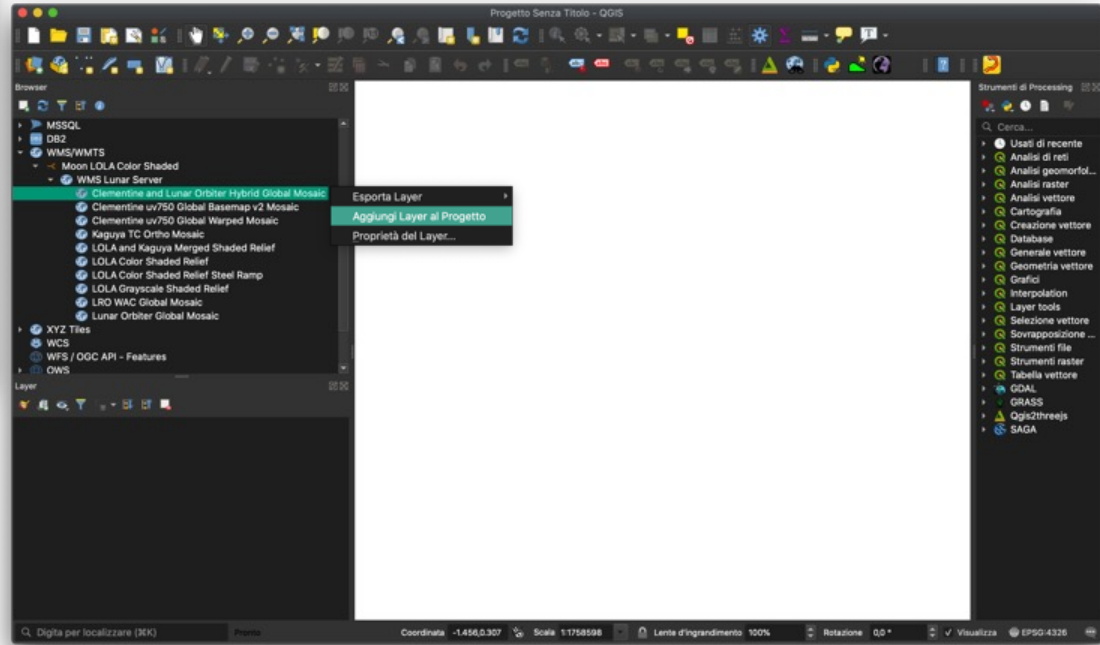 Progetto Senza Titolo - QGIS
Browser
MSSQL
DB2
WMS/WMTS
Moon LOLA Color Shaded
WMS Lunar Server
Clementine and Lunar Orbiter Hybrid Global Mosaic
Clementine uv750 Global Basemap v2 Mosaic
Clementine uv750 Global Warped Mosaic
Kaguya TC Ortho Mosaic
LOLA and Kaguya Merged Shaded Relief
LOLA Color Shaded Relief
LOLA Color Shaded Relief Steel Ramp
LOLA Grayscale Shaded Relief
LRO WAC Global Mosaic
Lunar Orbiter Global Mosaic
XYZ Tiles
WCS
WFS / OGC API - Features
OWS
Esporta Layer
Aggiungi Layer al Progetto
Proprietà del Layer...
Layer
Strumenti di Processing
Cerca...
Usati di recente
Analisi di reti
Analisi geomorfol...
Analisi raster
Analisi vettore
Cartografia
Creazione vettore
Database
Generale vettore
Geometria vettore
Grafici
Interpolation
Layer tools
Selezione vettore
Sovrapposizione ...
Strumenti file
Strumenti raster
Tabella vettore
GDAL
GRASS
Qgis2threejs
SAGA
Digita per localizzare (⌘K)
Pronto
Coordinata -1.456,0.307
Scala 1:1758598
Lente d'ingrandimento 100%
Rotazione 0,0 °
Visualizza
EPSG:4326